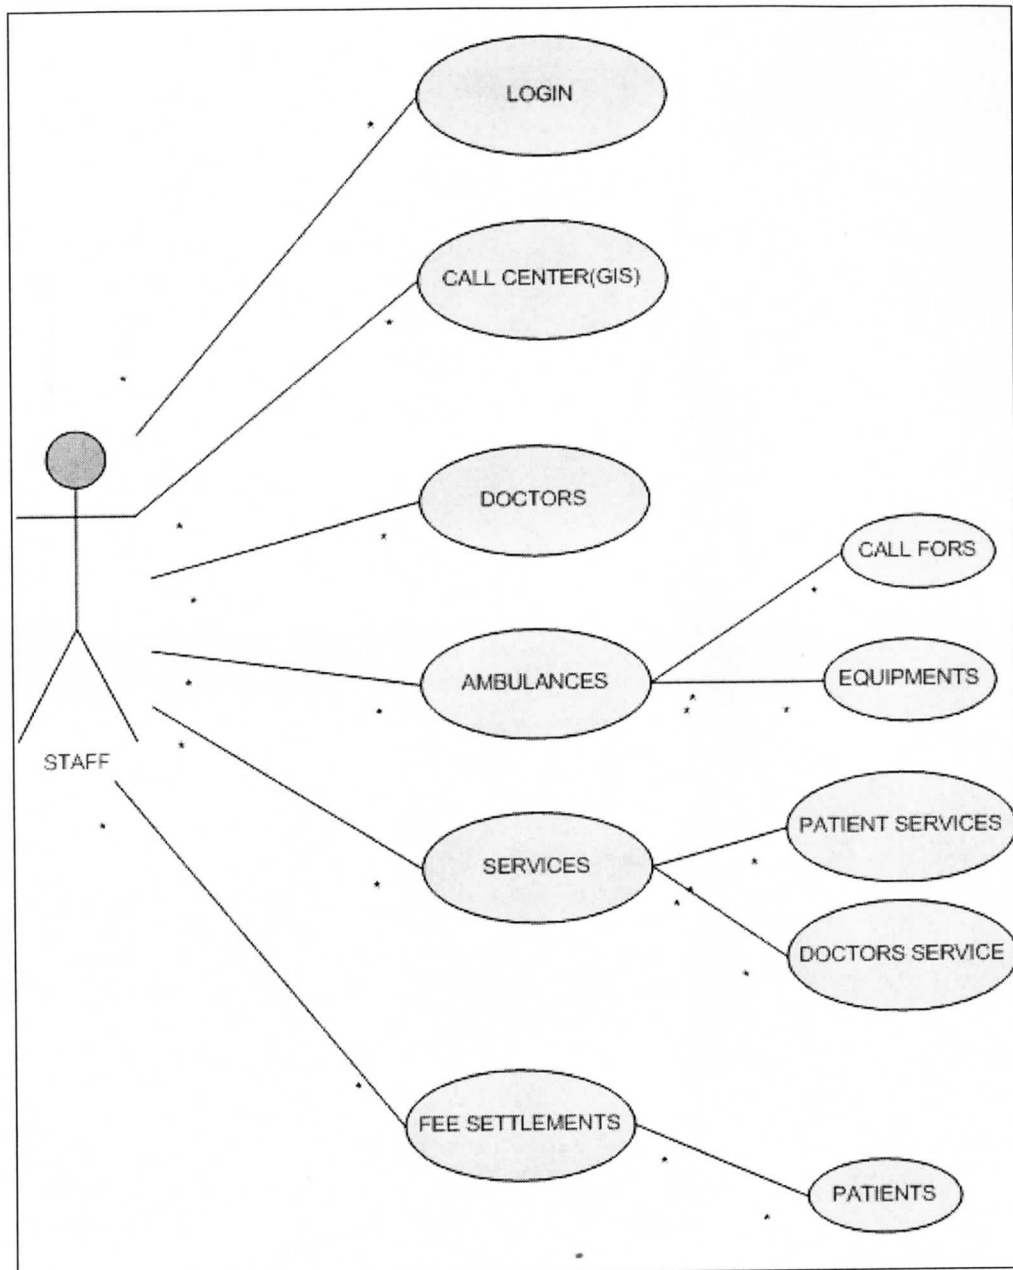 LOGIN
CALL CENTER(GIS)
DOCTORS
CALL FORS
AMBULANCES
EQUIPMENTS
STAFF
PATIENT SERVICES
SERVICES
DOCTORS SERVICE
FEE SETTLEMENTS
PATIENTS